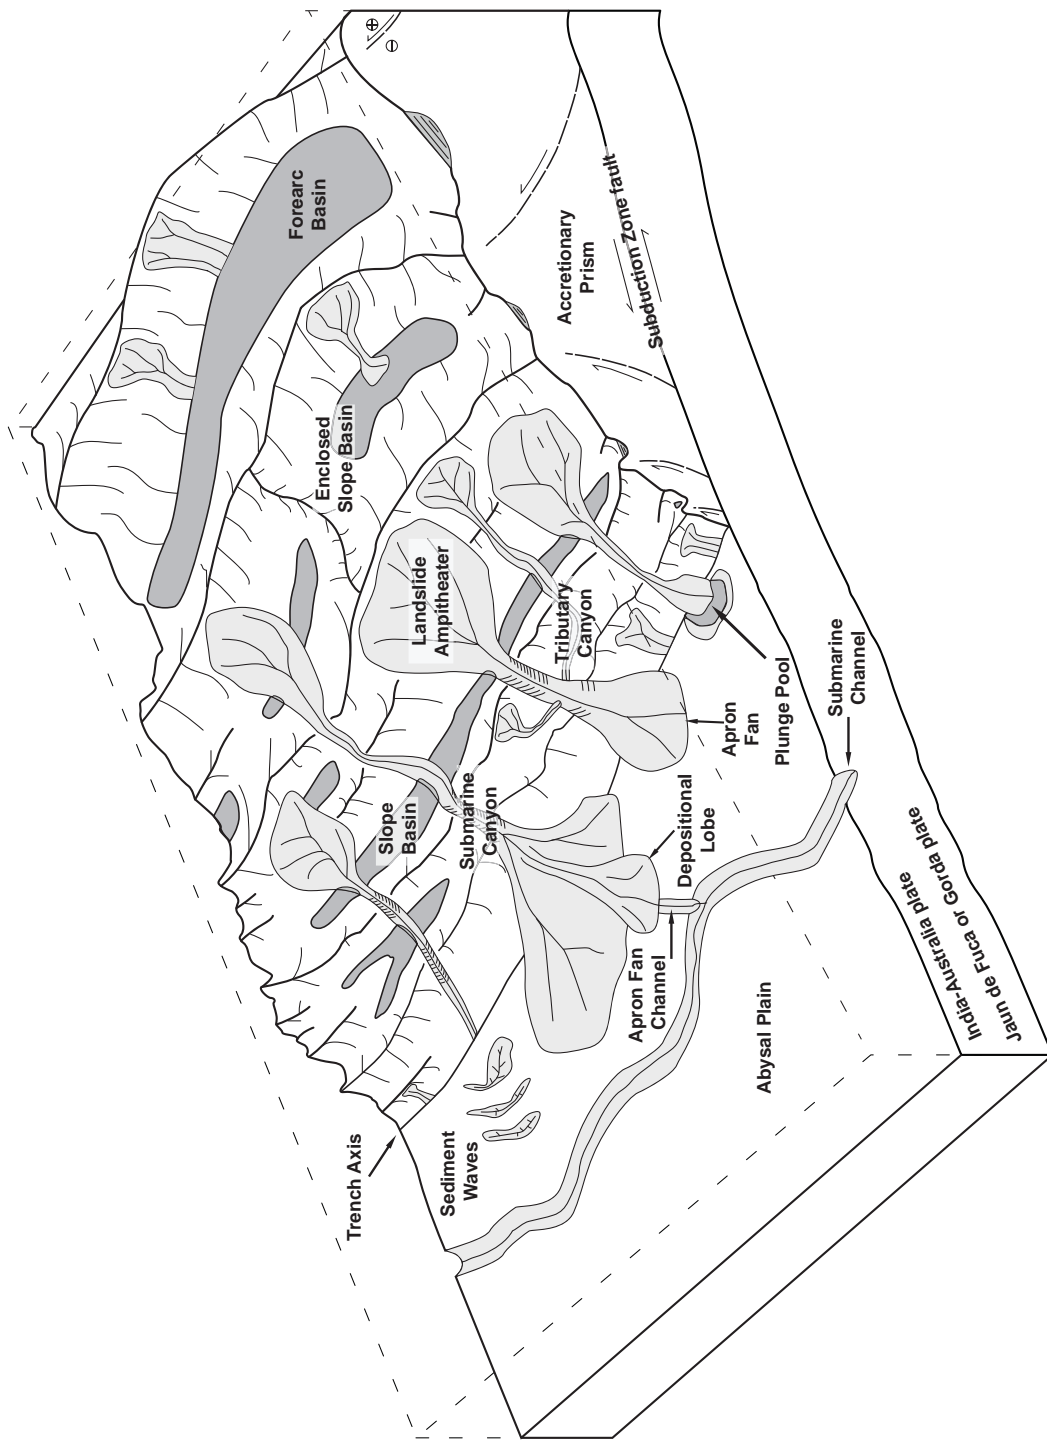 Forearc
Basin
Enclosed
Slope Basin
Accretionary
Prism
Subduction Zone fault
Landslide
Ampitheater
Tributary
Canyon
Slope
Basin
Submarine
Canyon
Plunge Pool
Apron
Fan
Submarine
Channel
Depositional
Lobe
Apron Fan
Channel
Trench Axis
Sediment
Waves
Abysal Plain
India-Australia plate
Jaun de Fuca or Gorda plate